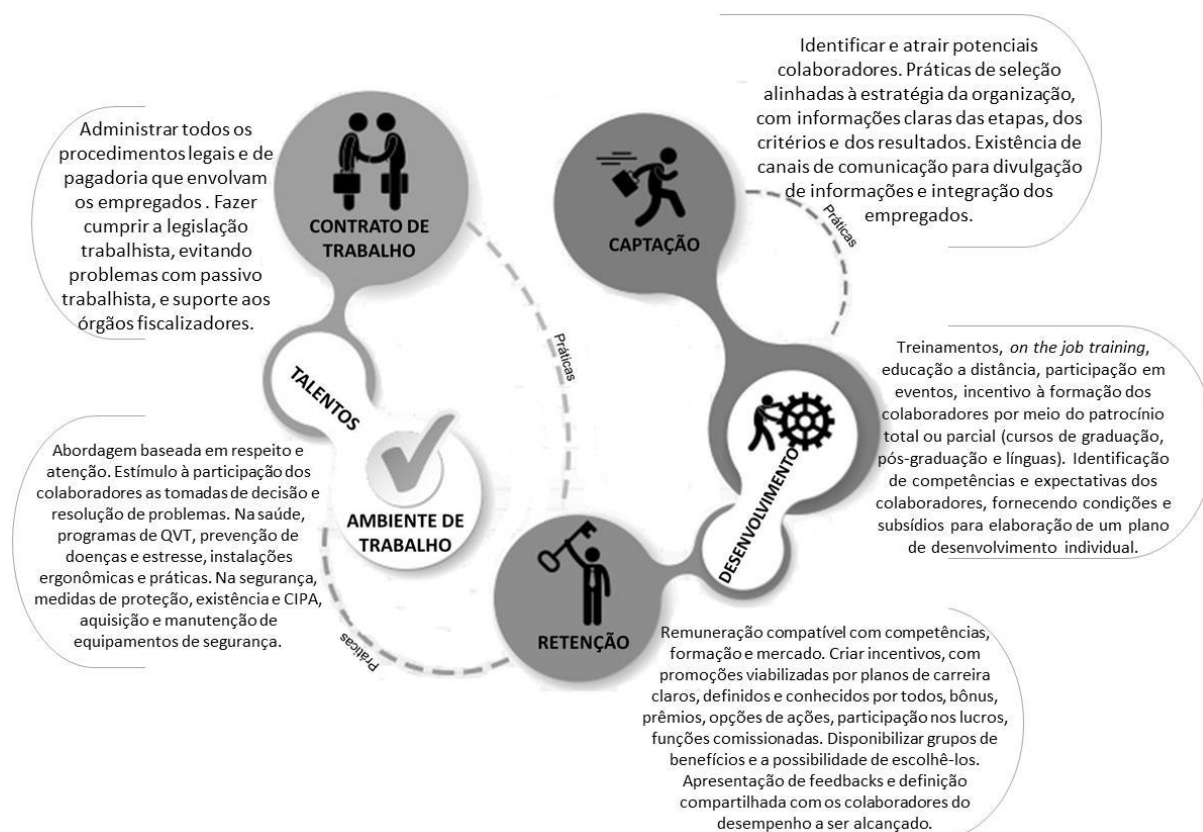 Identificar e atrair potenciais
colaboradores. Práticas de seleção
alinhadas à estratégia da organização,
com informações claras das etapas, dos
critérios e dos resultados. Existência de
canais de comunicação para divulgação
de informações e integração dos
empregados.
Administrar todos os
procedimentos legais e de
pagadoria que envolvam
os empregados . Fazer
cumprir a legislação
trabalhista, evitando
problemas com passivo
trabalhista, e suporte aos
órgãos fiscalizadores.
CONTRATO DE
TRABALHO
CAPTAÇÃO
Práticas
Práticas
TALENTOS
Treinamentos, on the job training,
educação a distância, participação em
eventos, incentivo à formação dos
colaboradores por meio do patrocínio
total ou parcial (cursos de graduação,
pós-graduação e línguas). Identificação
de competências e expectativas dos
colaboradores, fornecendo condições e
subsídios para elaboração de um plano
de desenvolvimento individual.
DESENVOLVIMENTO
Abordagem baseada em respeito e
atenção. Estímulo à participação dos
colaboradores as tomadas de decisão e
resolução de problemas. Na saúde,
programas de QVT, prevenção de
doenças e estresse, instalações
ergonômicas e práticas. Na segurança,
medidas de proteção, existência e CIPA,
aquisição e manutenção de
equipamentos de segurança.
AMBIENTE DE
TRABALHO
Práticas
RETENÇÃO
Remuneração compatível com competências,
formação e mercado. Criar incentivos, com
promoções viabilizadas por planos de carreira
claros, definidos e conhecidos por todos, bônus,
prêmios, opções de ações, participação nos lucros,
funções comissionadas. Disponibilizar grupos de
benefícios e a possibilidade de escolhê-los.
Apresentação de feedbacks e definição
compartilhada com os colaboradores do
desempenho a ser alcançado.